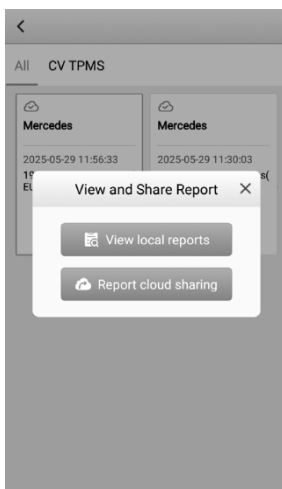 All CV TPMS
Mercedes Mercedes
2025-05-29 11:56:33 2025-05-29 11:30:03
View and Share Report
View local reports
Report cloud sharing